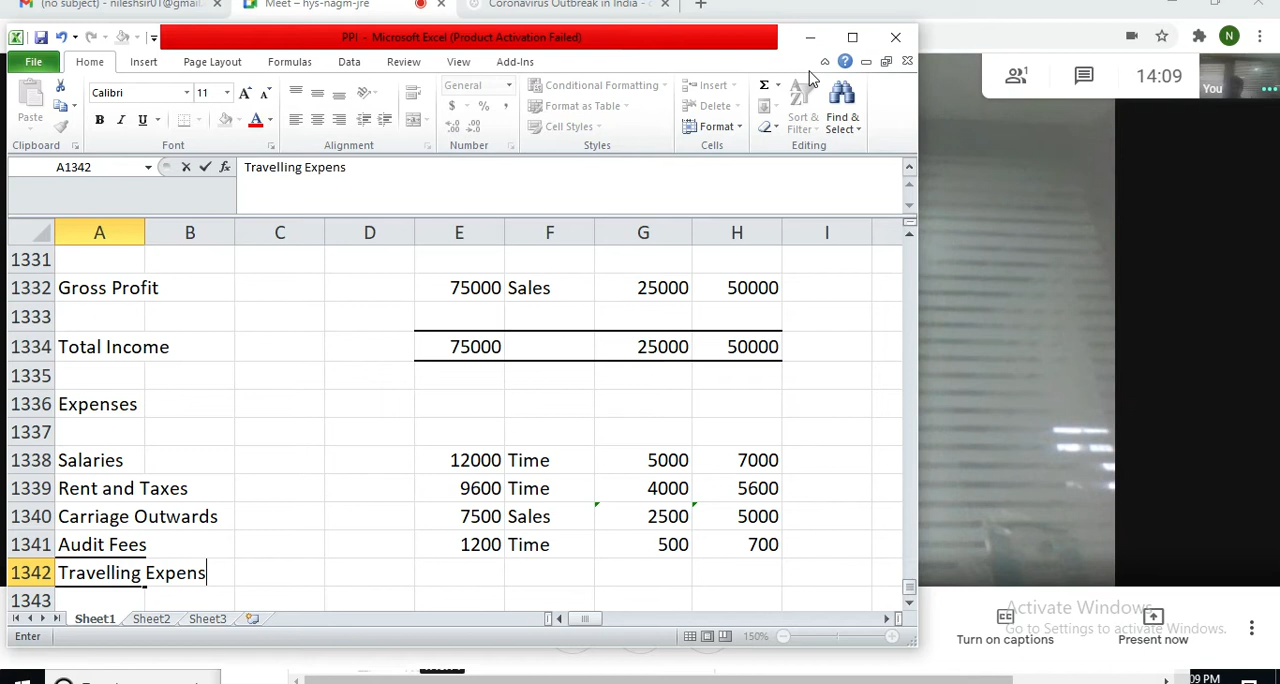 (no subject) - nileshsir01@gmail.
Meet – hys-nagm-jre
Coronavirus Outbreak in India -
PPI - Microsoft Excel (Product Activation Failed)
File Home Insert Page Layout Formulas Data Review View Add-Ins
14:09
You
N
Paste
Clipboard
Calibri 11
B I U
Font
Alignment
General
$ % ,
Number
Conditional Formatting
Format as Table
Cell Styles
Styles
Insert
Delete
Format
Cells
Sort & Filter
Find & Select
Editing
A1342 fx Travelling Expens
A B C D E F G H I
1331
1332 Gross Profit 75000 Sales 25000 50000
1333
1334 Total Income 75000 25000 50000
1335
1336 Expenses
1337
1338 Salaries 12000 Time 5000 7000
1339 Rent and Taxes 9600 Time 4000 5600
1340 Carriage Outwards 7500 Sales 2500 5000
1341 Audit Fees 1200 Time 500 700
1342 Travelling Expens
1343
Sheet1 Sheet2 Sheet3
Enter 150%
Activate Windows
Go to Settings to activate Windows.
Turn on captions
Present now
09 PM